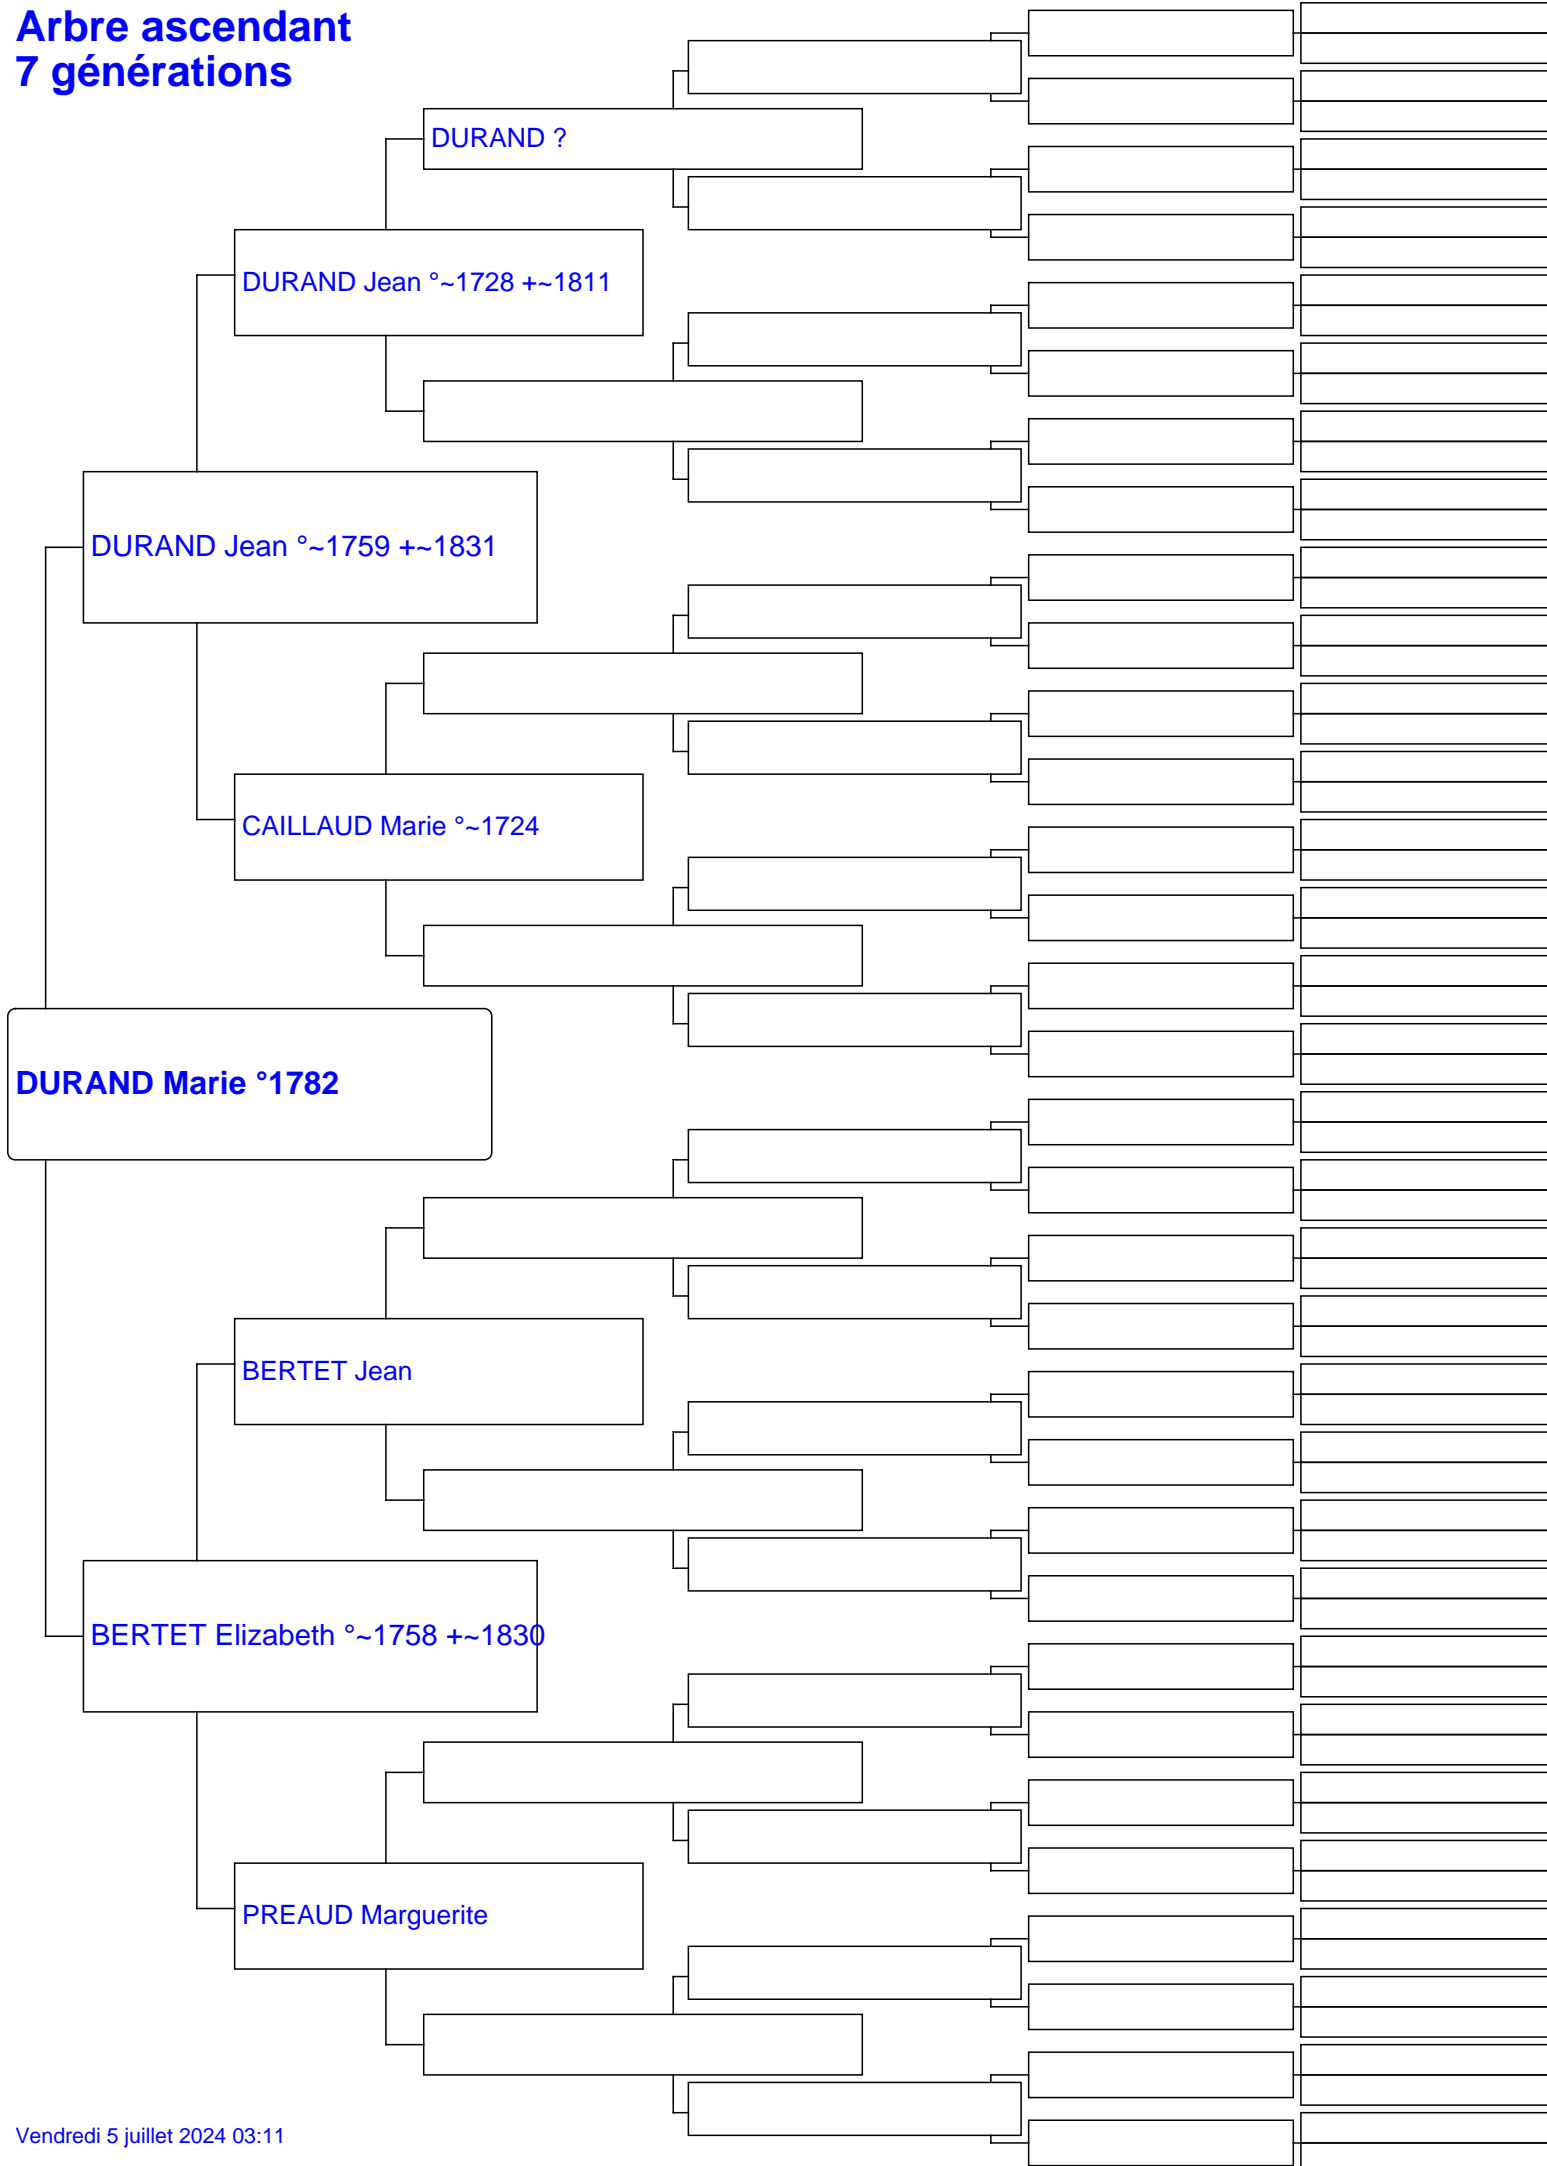 Arbre ascendant
7 générations
DURAND ?
DURAND Jean °~1728 +~1811
DURAND Jean °~1759 +~1831
CAILLAUD Marie °~1724
DURAND Marie °1782
BERTET Jean
BERTET Elizabeth °~1758 +~1830
PREAUD Marguerite
Vendredi 5 juillet 2024 03:11